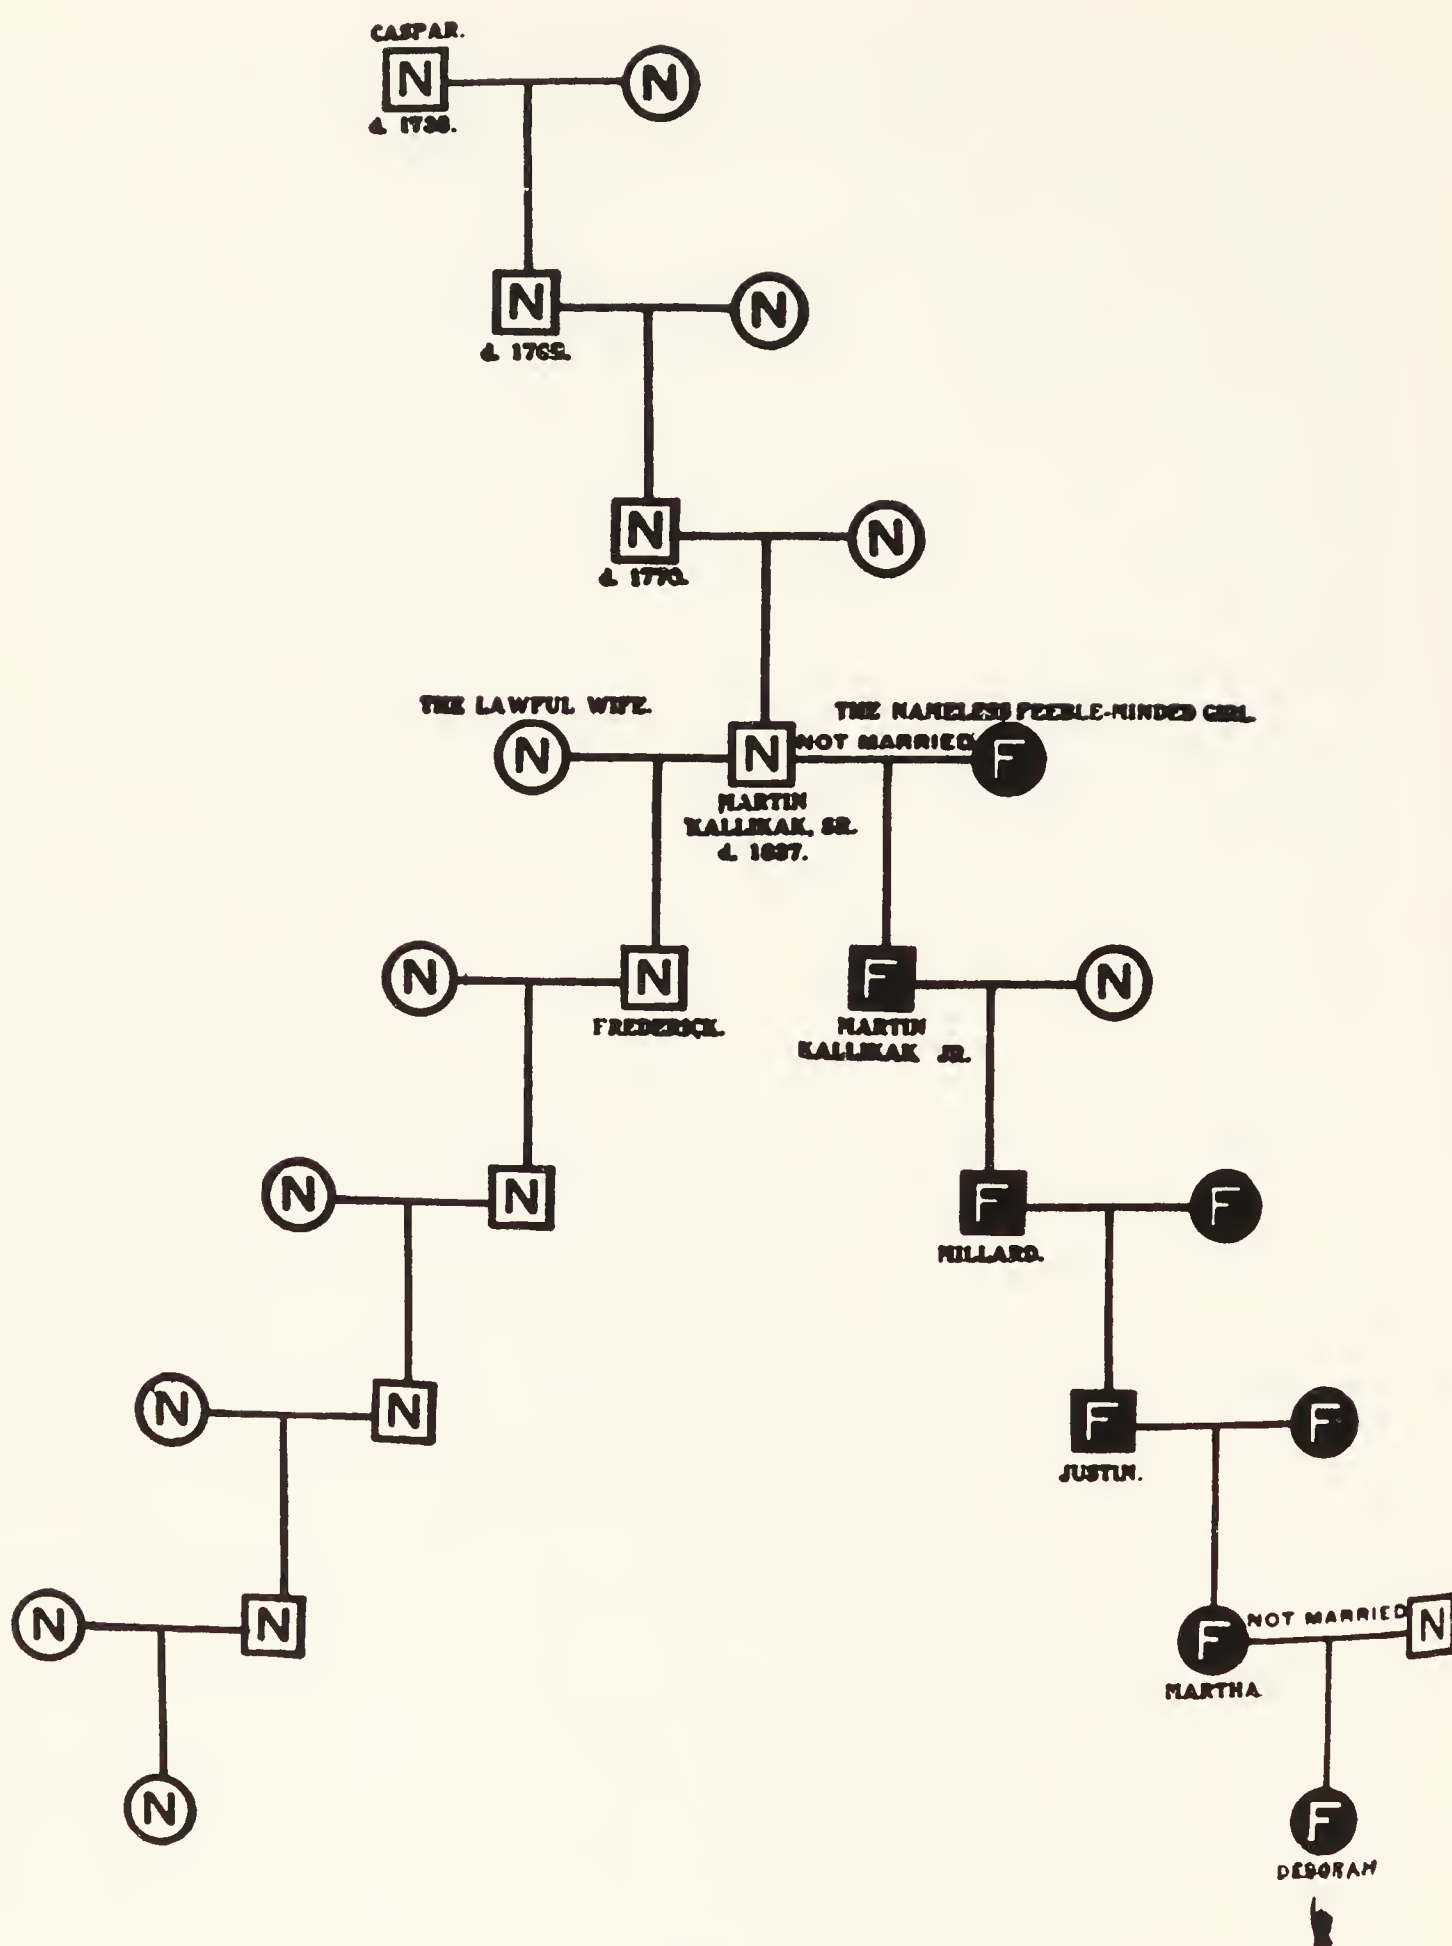 CASPAR.
N N
d. 1738.
N N
d. 1765.
N N
d. 1770.
THE LAWFUL WIFE.
THE NAMELESS FEEBLE-MINDED GIRL.
NOT MARRIED
N N F
MARTIN
KALLIKAK, SR.
d. 1837.
N N F N
FREDERICK.
MARTIN
KALLIKAK JR.
N N F F
MILLARD.
N N F F
JUSTIN.
N N F NOT MARRIED N
MARTHA
N F
DEBORAH